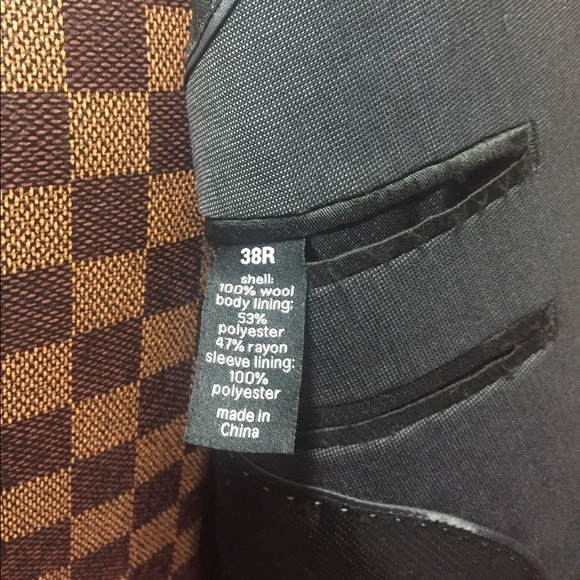 38R
shell:
100% wool
body lining:
53%
polyester
47% rayon
sleeve lining:
100%
polyester
made in
China